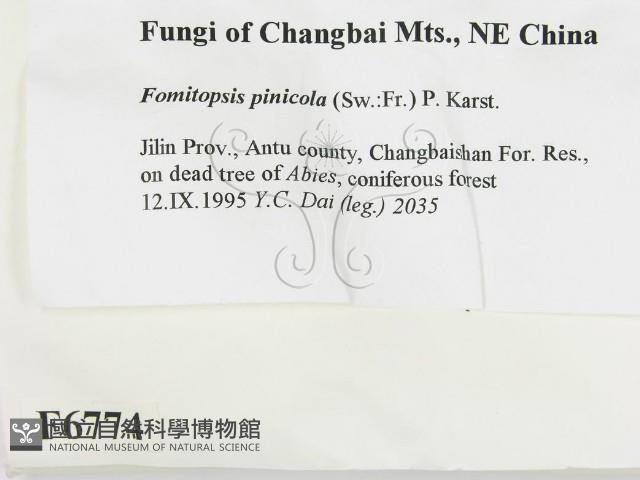 Fungi of Changbai Mts., NE China
Fomitopsis pinicola (Sw.:Fr.) P. Karst.
Jilin Prov., Antu county, Changbaishan For. Res.,
on dead tree of Abies, coniferous forest
12.IX.1995 Y.C. Dai (leg.) 2035
F6774
國立自然科學博物館
NATIONAL MUSEUM OF NATURAL SCIENCE